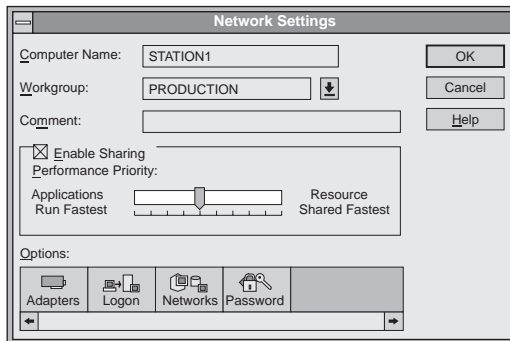 Network Settings
Computer Name: STATION1 OK
Workgroup: PRODUCTION Cancel
Comment: Help
Enable Sharing
Performance Priority:
Applications Run Fastest
Resource Shared Fastest
Options:
Adapters Logon Networks Password